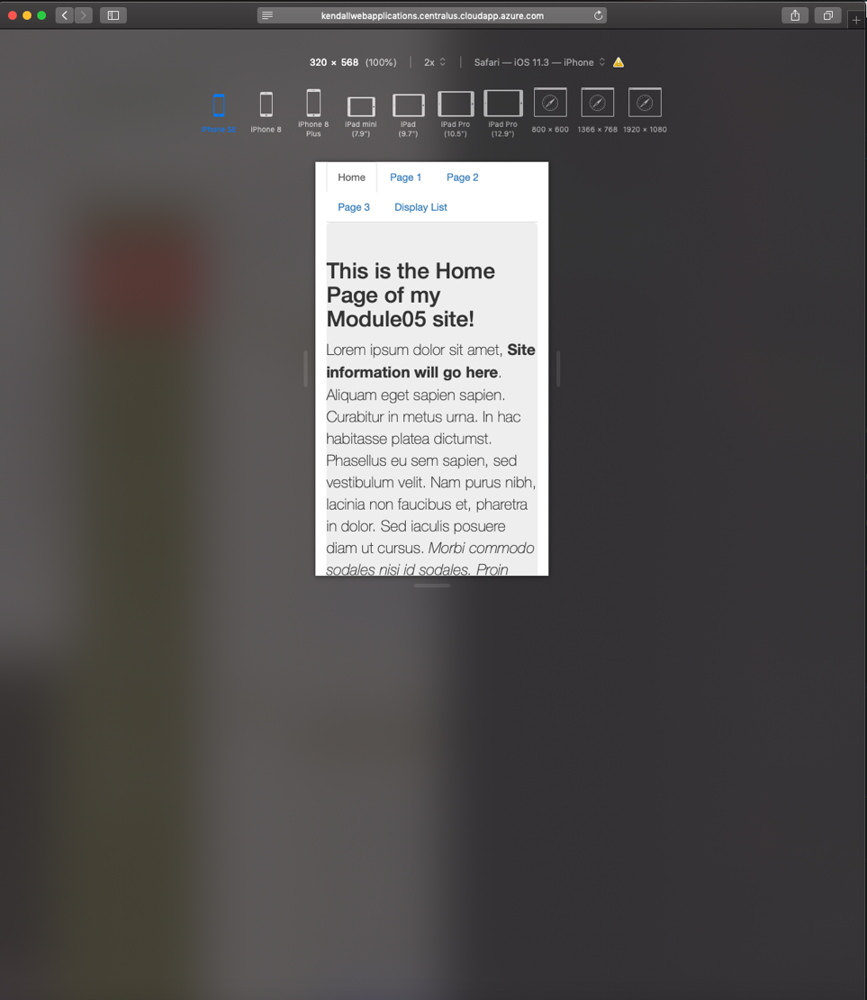 kendallwebapplications.centralus.cloudapp.azure.com
320 × 568 (100%) 2x Safari — iOS 11.3 — iPhone
iPhone SE
iPhone 8
iPhone 8
Plus
iPad mini
(7.9")
iPad
(9.7")
iPad Pro
(10.5")
iPad Pro
(12.9")
800 × 600
1366 × 768
1920 × 1080
Home Page 1 Page 2
Page 3 Display List
This is the Home
Page of my
Module05 site!
Lorem ipsum dolor sit amet, Site
information will go here.
Aliquam eget sapien sapien.
Curabitur in metus urna. In hac
habitasse platea dictumst.
Phasellus eu sem sapien, sed
vestibulum velit. Nam purus nibh,
lacinia non faucibus et, pharetra
in dolor. Sed iaculis posuere
diam ut cursus. Morbi commodo
sodales nisi id sodales. Proin